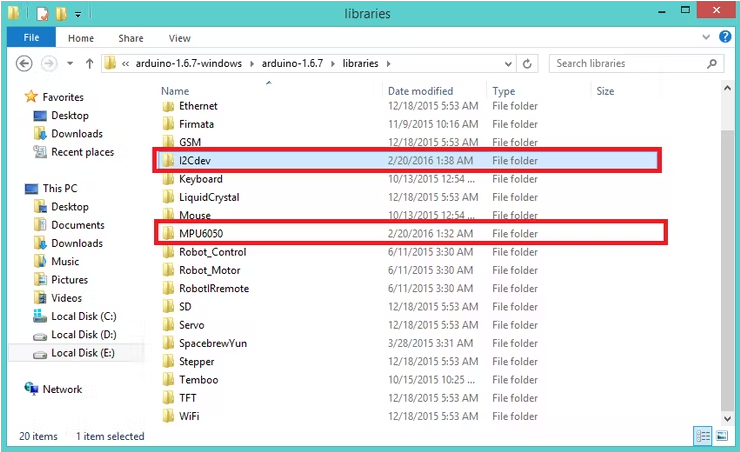 libraries
File Home Share View
« arduino-1.6.7-windows arduino-1.6.7 libraries Search libraries
Name Date modified Type Size
Favorites
Desktop
Downloads
Recent places
This PC
Desktop
Documents
Downloads
Music
Pictures
Videos
Local Disk (C:)
Local Disk (D:)
Local Disk (E:)
Network
Ethernet 12/18/2015 5:53 AM File folder
Firmata 11/9/2015 10:16 AM File folder
GSM 12/18/2015 5:53 AM File folder
I2Cdev 2/20/2016 1:38 AM File folder
Keyboard 10/13/2015 12:54 ... File folder
LiquidCrystal 12/18/2015 5:53 AM File folder
Mouse 10/13/2015 12:54 ... File folder
MPU6050 2/20/2016 1:32 AM File folder
Robot_Control 6/11/2015 3:30 AM File folder
Robot_Motor 6/11/2015 3:30 AM File folder
RobotIRremote 6/11/2015 3:30 AM File folder
SD 12/18/2015 5:53 AM File folder
Servo 12/18/2015 5:53 AM File folder
SpacebrewYun 3/28/2015 3:31 AM File folder
Stepper 12/18/2015 5:53 AM File folder
Temboo 10/15/2015 10:25 ... File folder
TFT 12/18/2015 5:53 AM File folder
WiFi 12/18/2015 5:53 AM File folder
20 items 1 item selected